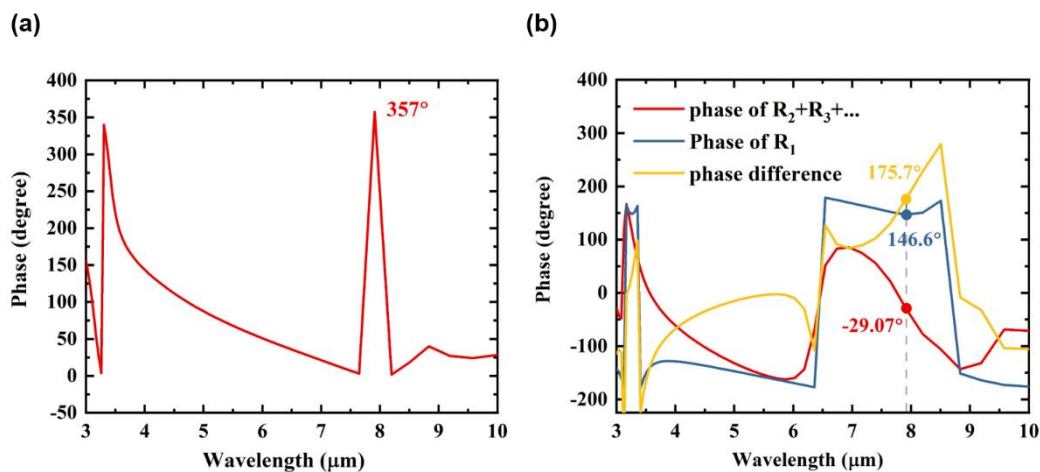 (a)
400
350
300
250
200
150
100
50
0
-50
Phase (degree)
357°
3 4 5 6 7 8 9 10
Wavelength (μm)
(b)
400
300
200
100
0
-100
-200
Phase (degree)
phase of R₂+R₃+...
Phase of R₁
phase difference
175.7°
146.6°
-29.07°
3 4 5 6 7 8 9 10
Wavelength (μm)